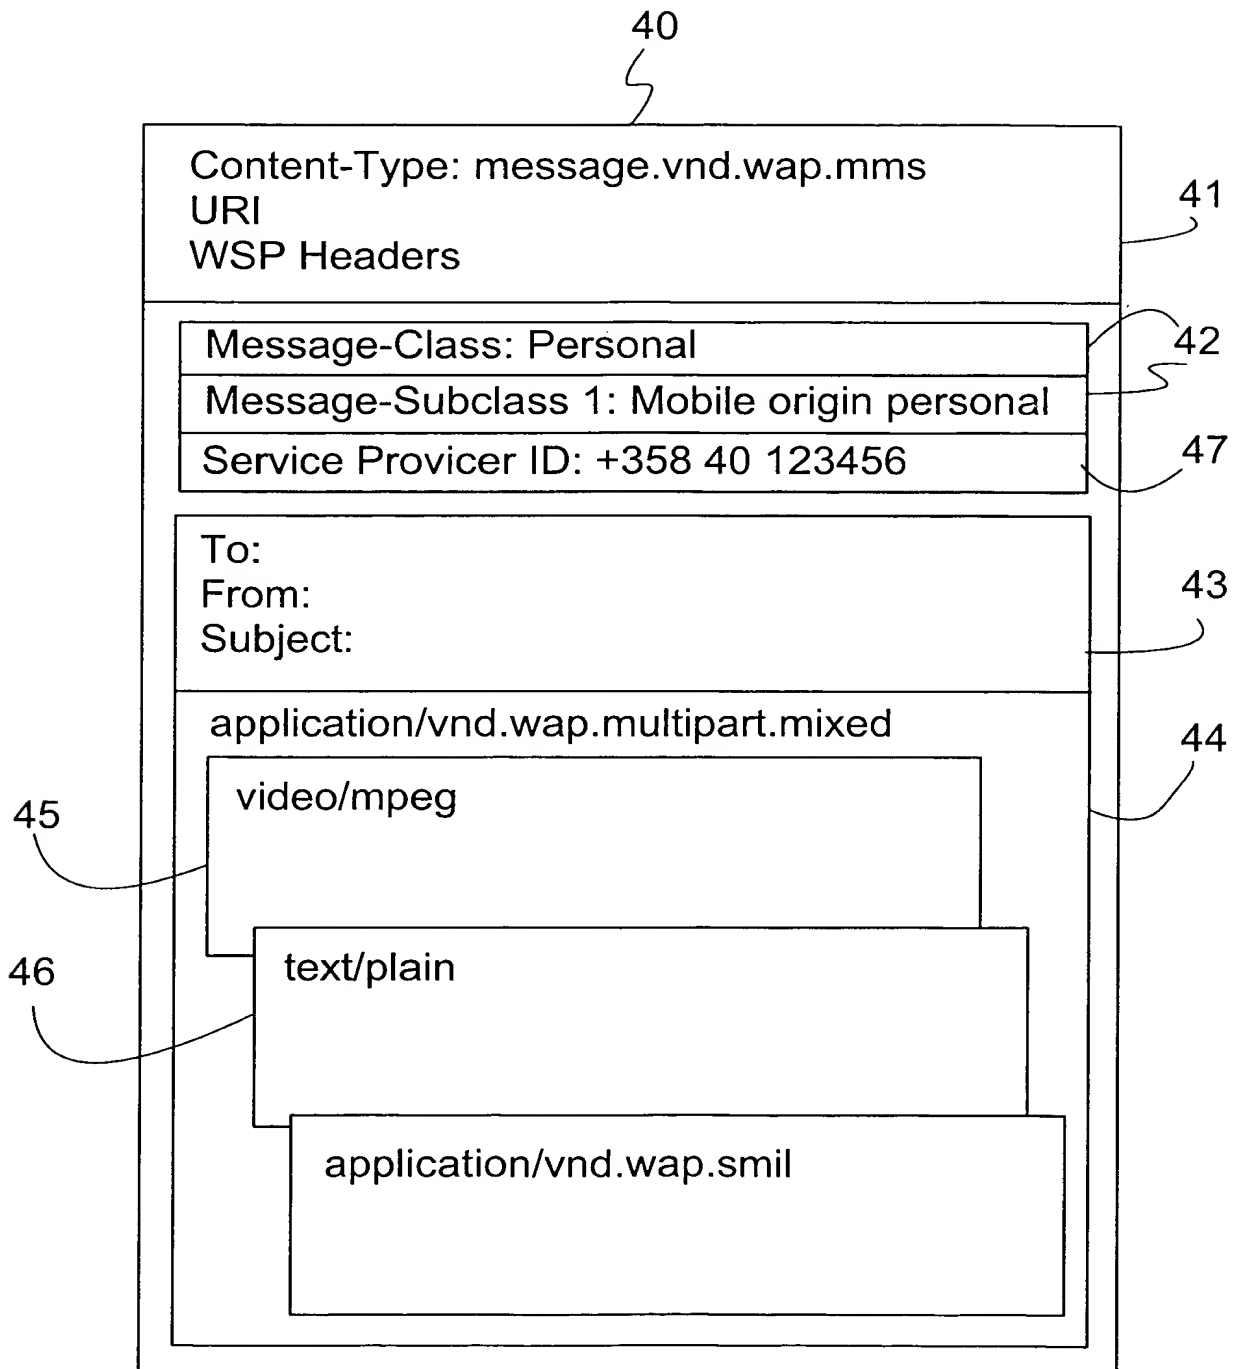 40
Content-Type: message.vnd.wap.mms
URI
WSP Headers
41
Message-Class: Personal
42
Message-Subclass 1: Mobile origin personal
Service Provicer ID: +358 40 123456
47
To:
From:
Subject:
43
application/vnd.wap.multipart.mixed
44
video/mpeg
45
text/plain
46
application/vnd.wap.smil